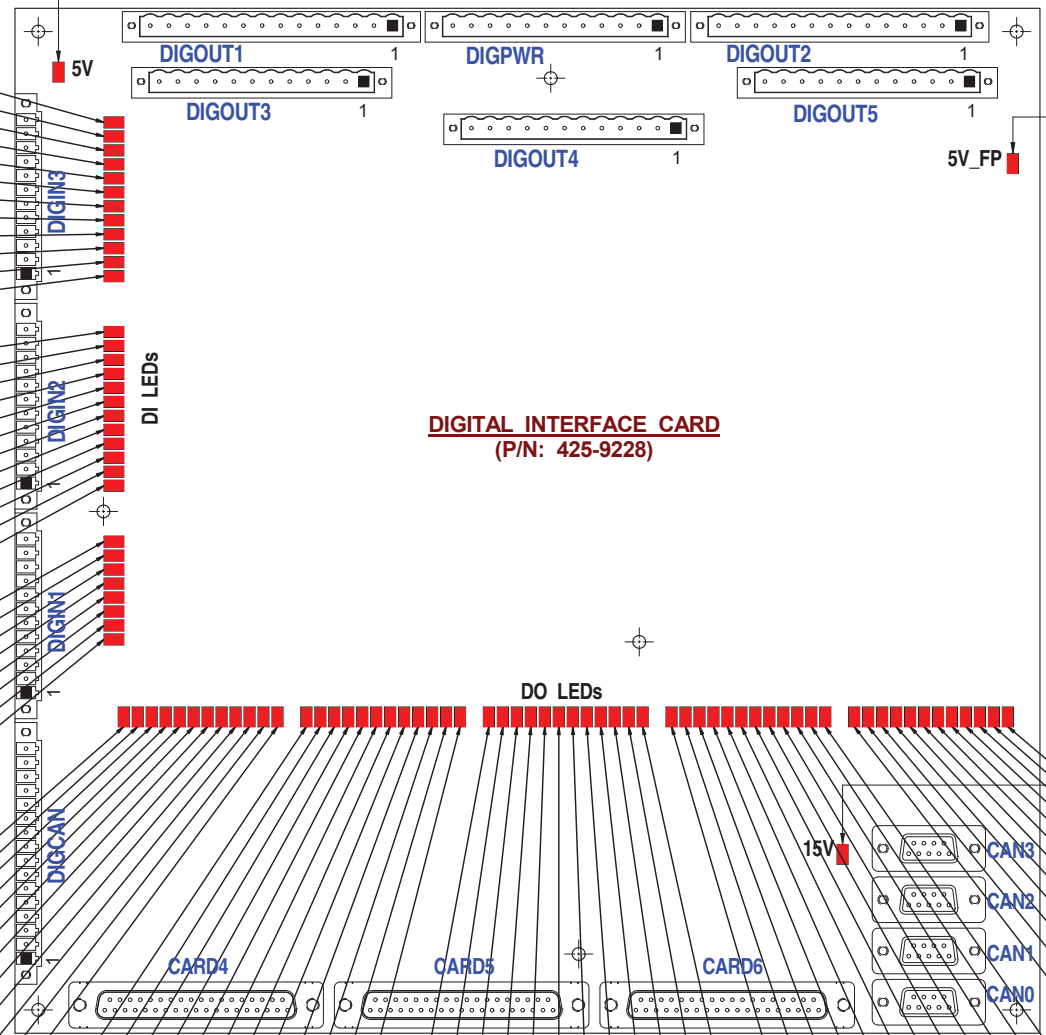 DIGOUT1
1
DIGPWR
1
DIGOUT2
1
5V
DIGOUT3
1
DIGOUT5
1
DIGOUT4
1
5V_FP
DIGIN3
1
DIGIN2
1
DI LEDs
DIGITAL INTERFACE CARD
(P/N: 425-9228)
DIGIN1
1
DO LEDs
DIGCAN
1
15V
CAN3
CAN2
CAN1
CAN0
CARD4
CARD5
CARD6